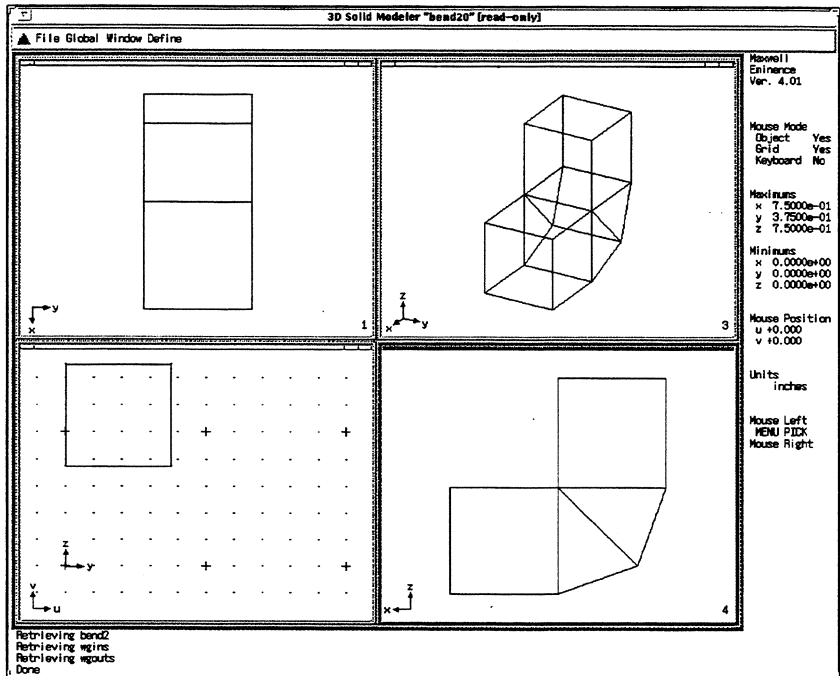 3D Solid Modeler "bend20" [read-only]
File Global Window Define
Maxwell
Eminence
Ver. 4.01
Mouse Mode
Object Yes
Grid Yes
Keyboard No
Maximums
x 7.5000e-01
y 3.7500e-01
z 7.5000e-01
Minimums
x 0.0000e+00
y 0.0000e+00
z 0.0000e+00
Mouse Position
u +0.000
v +0.000
Units
inches
Mouse Left
MENU PICK
Mouse Right
y
x
1
z
x
y
3
z
y
v
u
z
x
4
Retrieving bend2
Retrieving wgins
Retrieving wgouts
Done